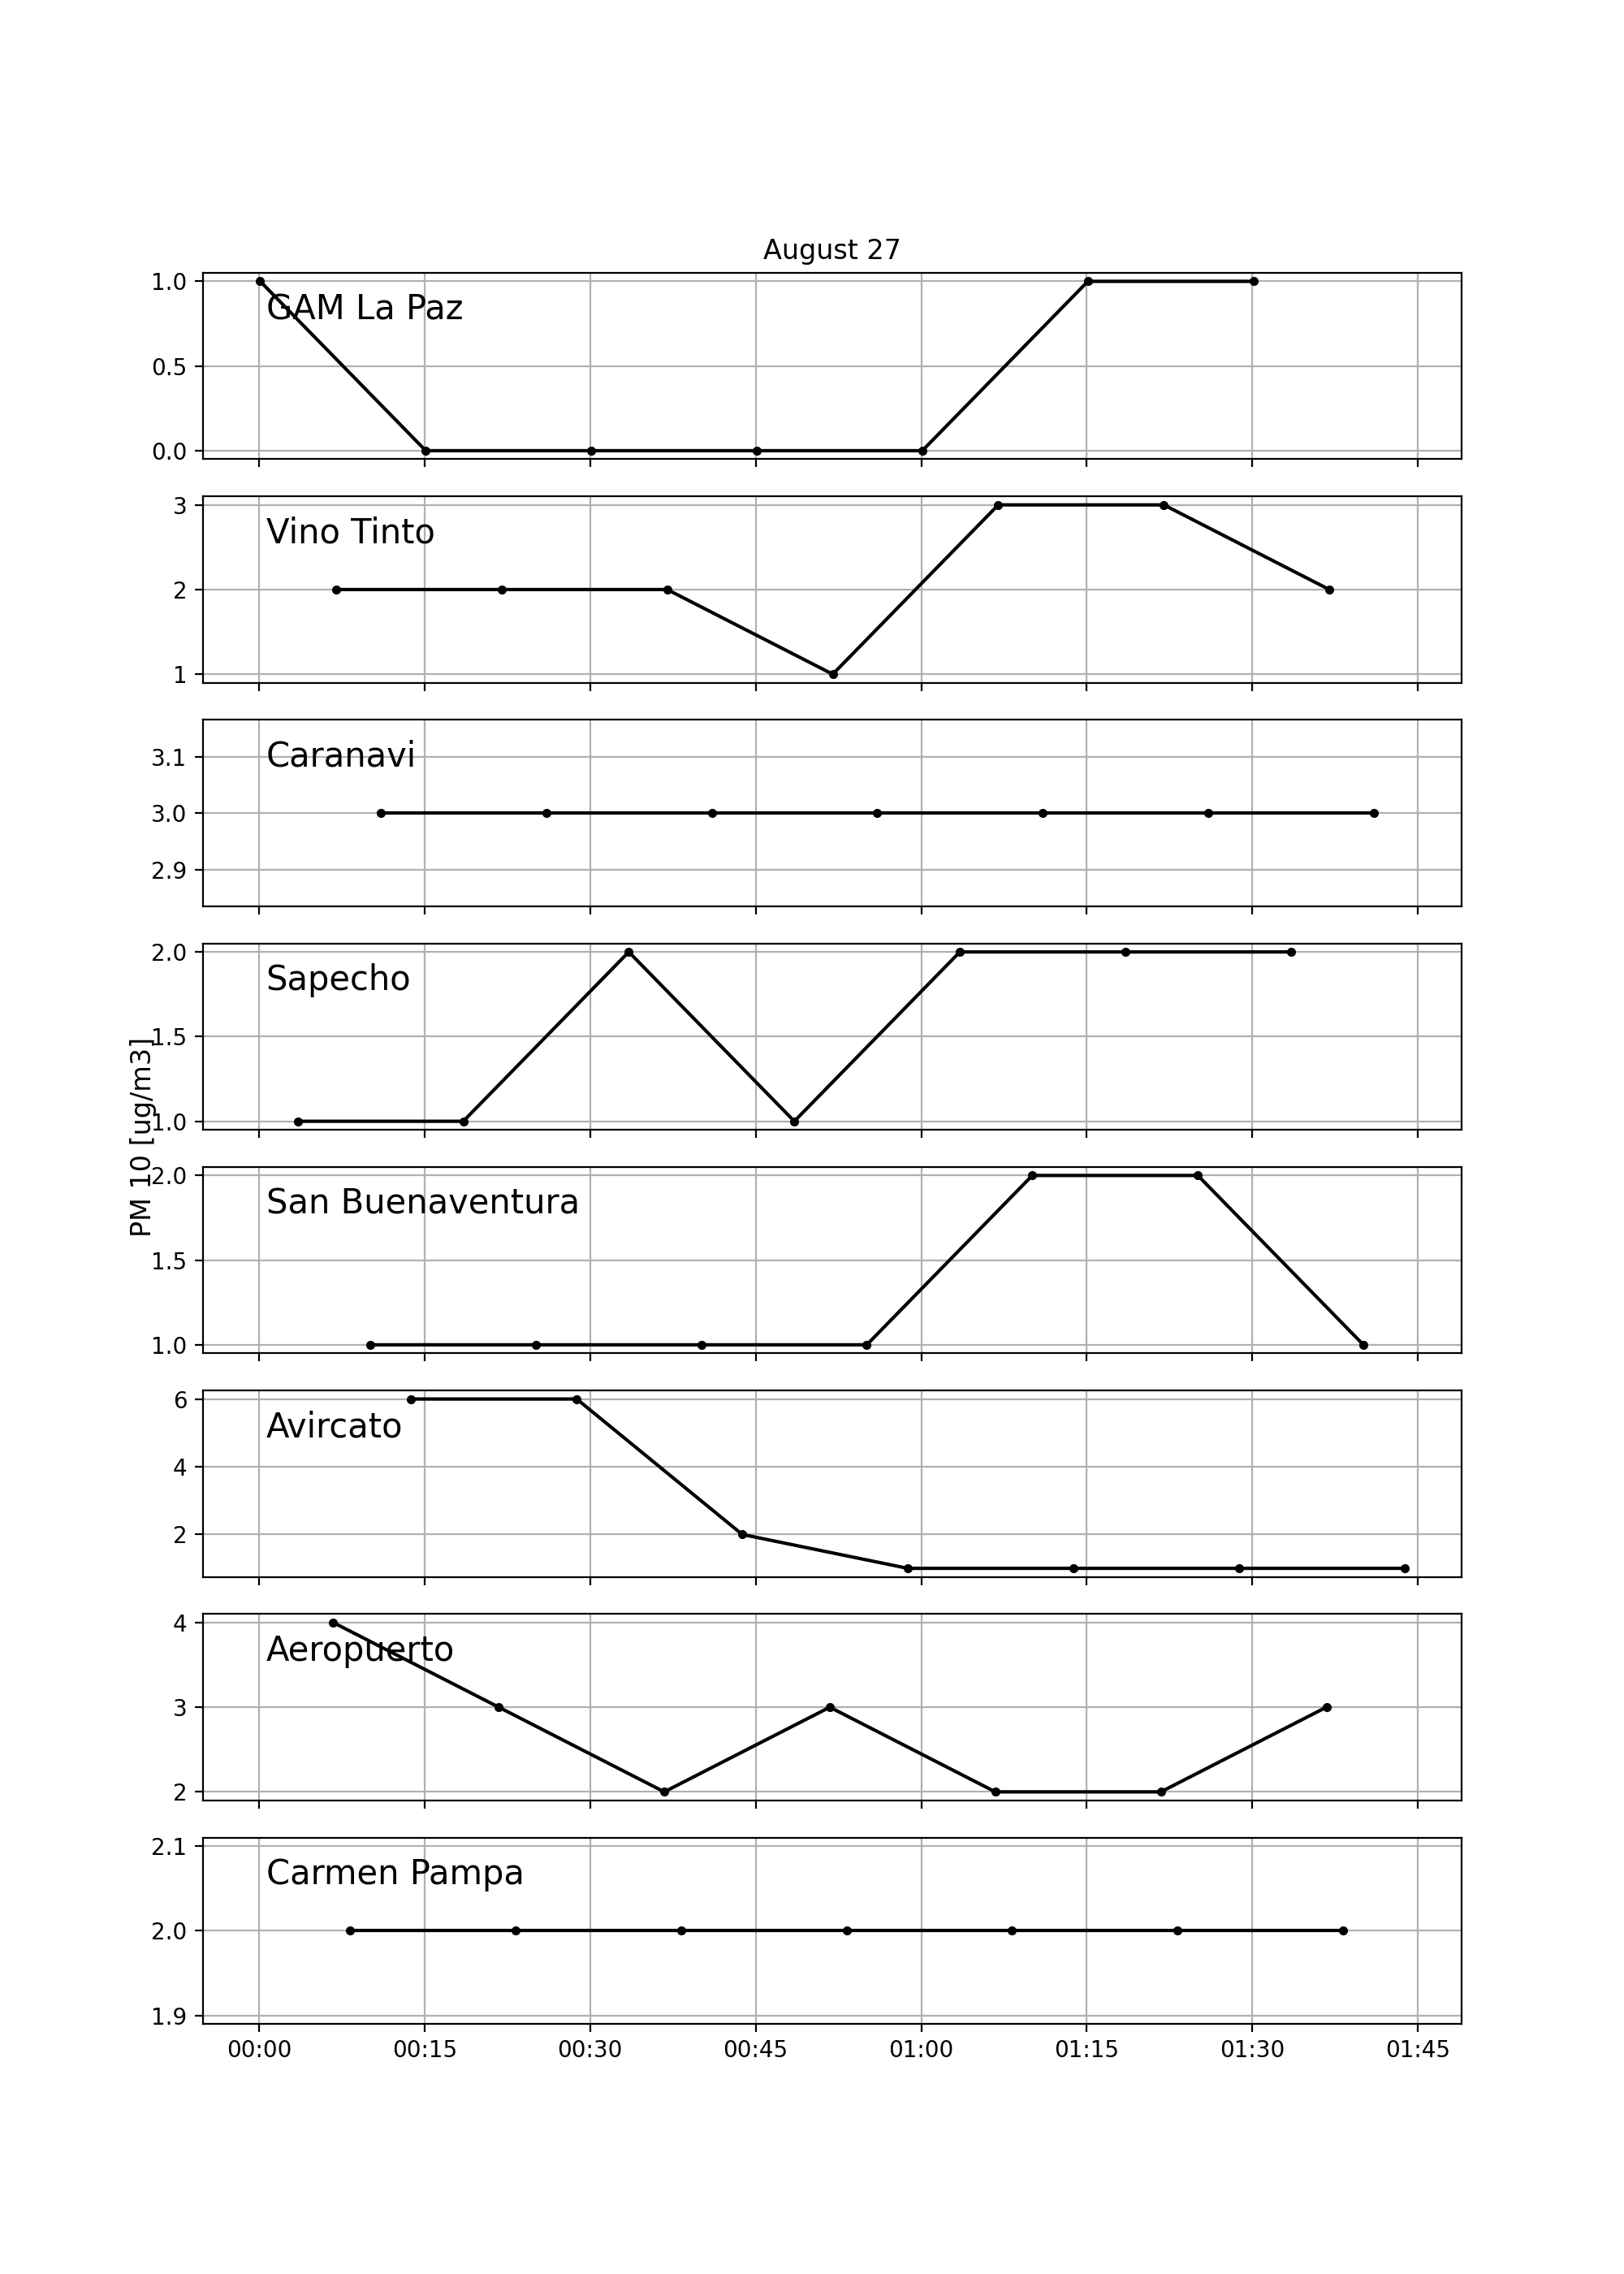 August 27
1.0
GAM La Paz
0.5
0.0
3
Vino Tinto
2
1
3.1
Caranavi
3.0
2.9
2.0
Sapecho
1.5
1.0
PM 10 [ug/m3]
2.0
San Buenaventura
1.5
1.0
6
Avircato
4
2
4
Aeropuerto
3
2
2.1
Carmen Pampa
2.0
1.9
00:00 00:15 00:30 00:45 01:00 01:15 01:30 01:45